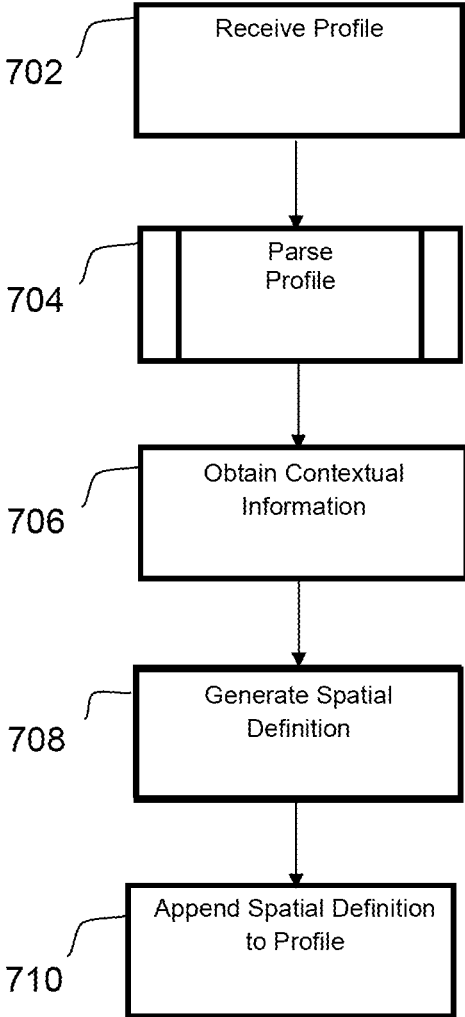 Receive Profile
702
Parse
Profile
704
Obtain Contextual
Information
706
Generate Spatial
Definition
708
Append Spatial Definition
to Profile
710